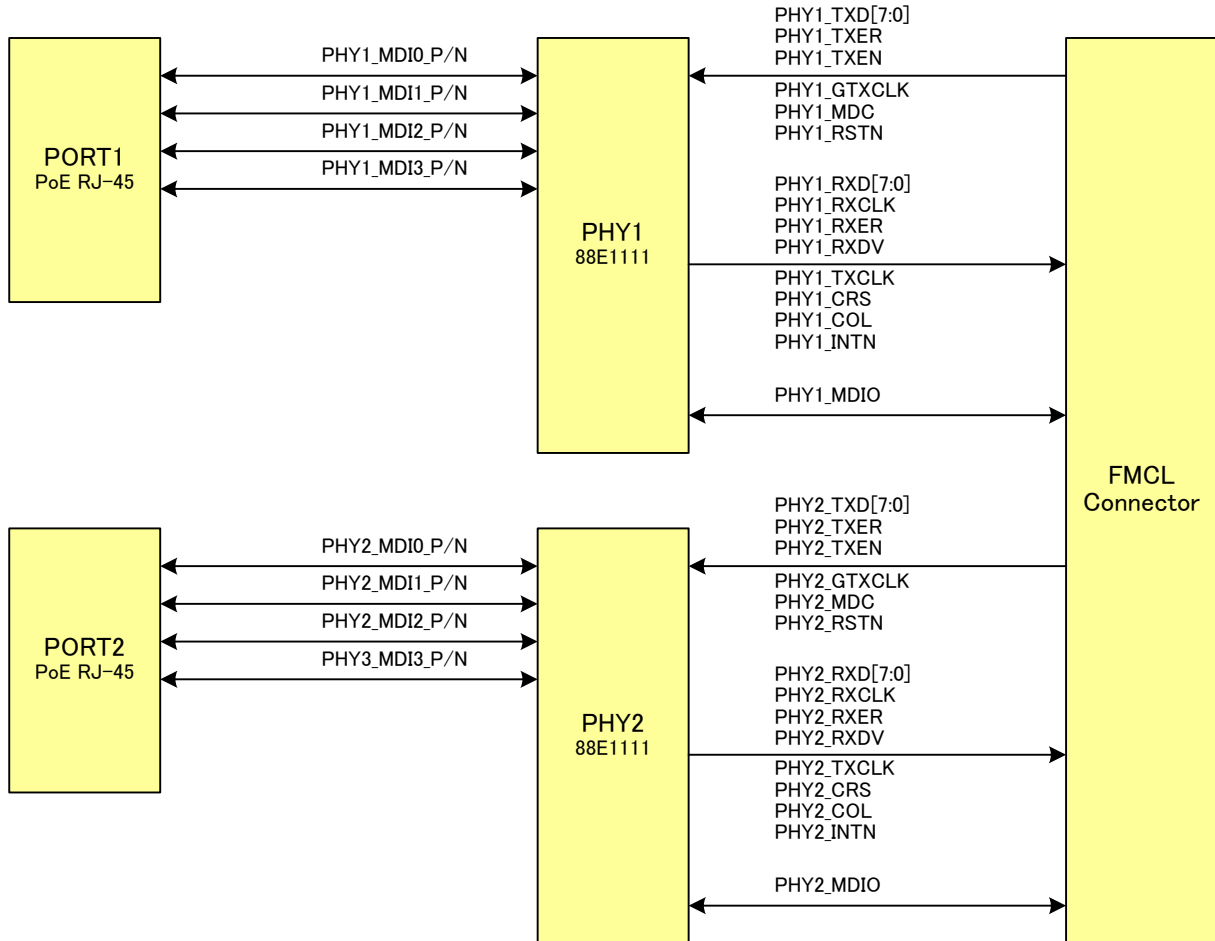 PORT1
PoE RJ-45
PHY1_MDI0_P/N
PHY1_MDI1_P/N
PHY1_MDI2_P/N
PHY1_MDI3_P/N
PHY1
88E1111
PHY1_TXD[7:0]
PHY1_TXER
PHY1_TXEN
PHY1_GTXCLK
PHY1_MDC
PHY1_RSTN
PHY1_RXD[7:0]
PHY1_RXCLK
PHY1_RXER
PHY1_RXDV
PHY1_TXCLK
PHY1_CRS
PHY1_COL
PHY1_INTN
PHY1_MDIO
FMCL
Connector
PORT2
PoE RJ-45
PHY2_MDI0_P/N
PHY2_MDI1_P/N
PHY2_MDI2_P/N
PHY3_MDI3_P/N
PHY2
88E1111
PHY2_TXD[7:0]
PHY2_TXER
PHY2_TXEN
PHY2_GTXCLK
PHY2_MDC
PHY2_RSTN
PHY2_RXD[7:0]
PHY2_RXCLK
PHY2_RXER
PHY2_RXDV
PHY2_TXCLK
PHY2_CRS
PHY2_COL
PHY2_INTN
PHY2_MDIO